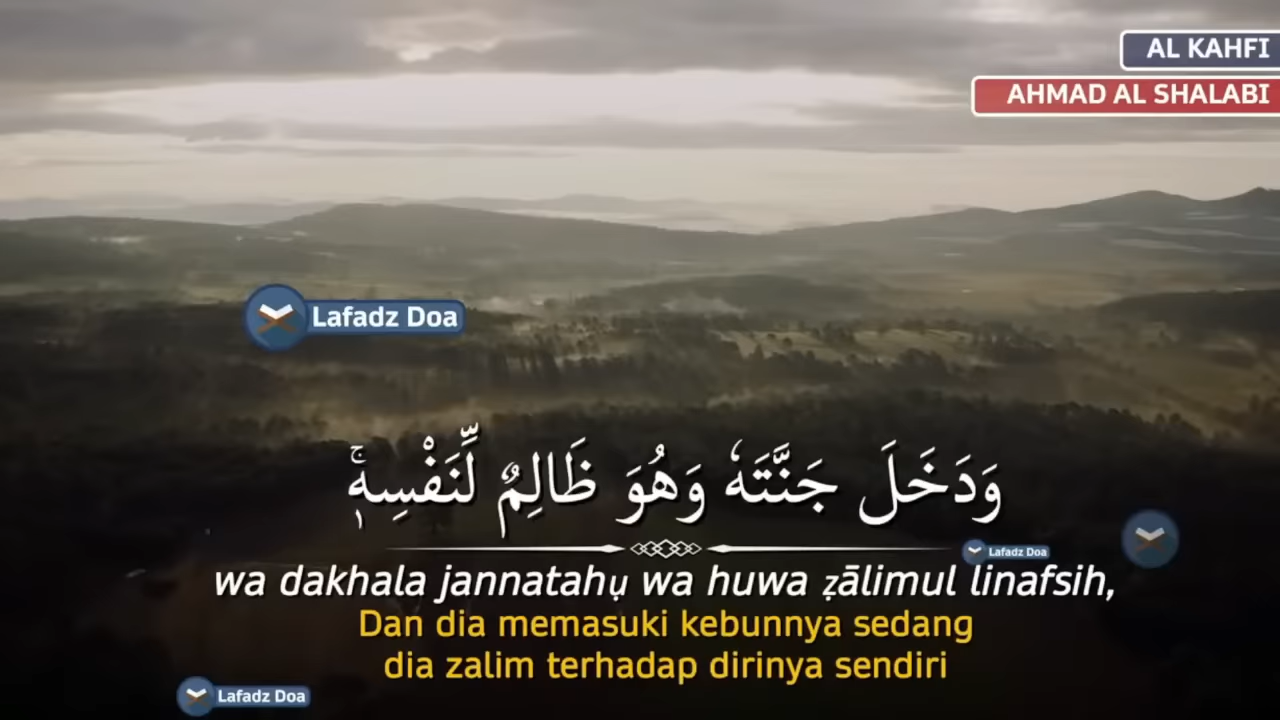 AL KAHFI
AHMAD AL SHALABI
Lafadz Doa
وَدَخَلَ جَنَّتَهٗ وَهُوَ ظَالِمٌ لِّنَفْسِهٖۚ
Lafadz Doa
wa dakhala jannatahụ wa huwa ẓālimul linafsih,
Dan dia memasuki kebunnya sedang
dia zalim terhadap dirinya sendiri
Lafadz Doa